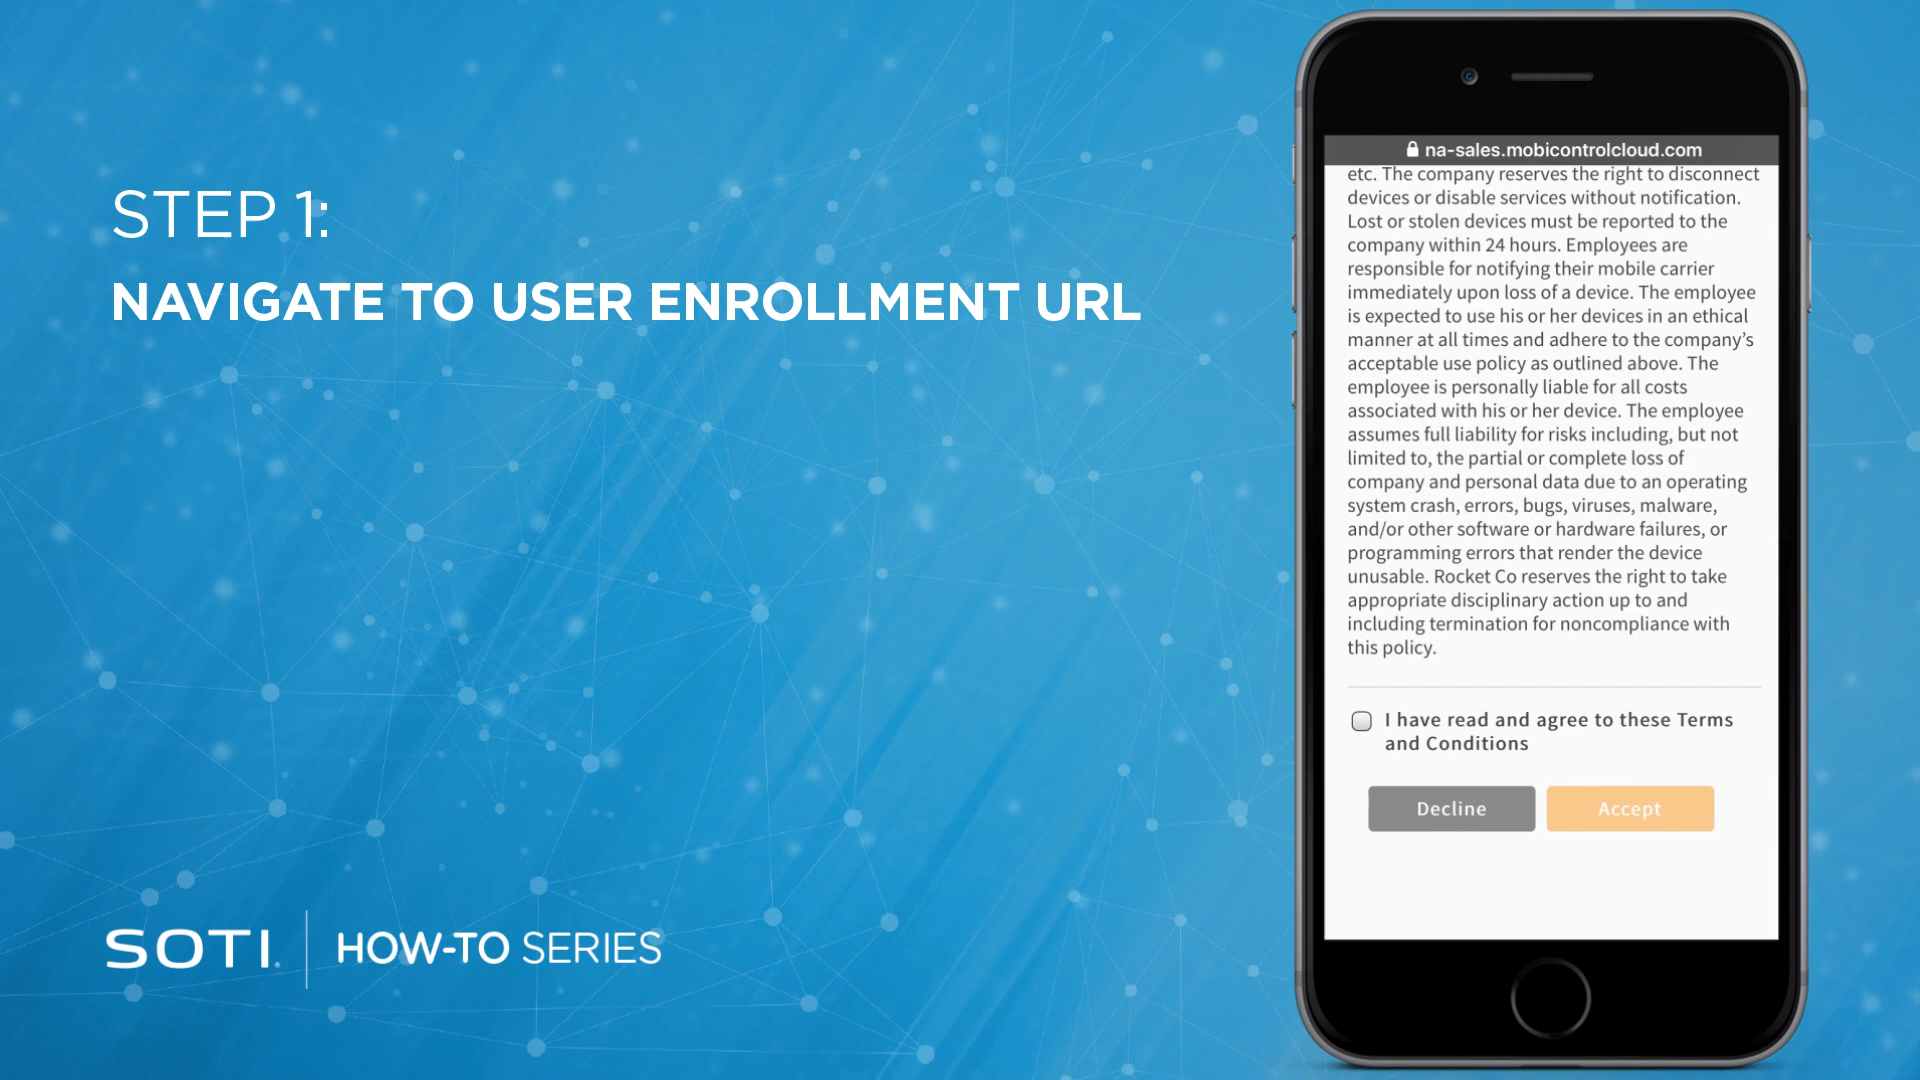 STEP 1:
NAVIGATE TO USER ENROLLMENT URL
SOTI
HOW-TO SERIES
na-sales.mobicontrolcloud.com
etc. The company reserves the right to disconnect
devices or disable services without notification.
Lost or stolen devices must be reported to the
company within 24 hours. Employees are
responsible for notifying their mobile carrier
immediately upon loss of a device. The employee
is expected to use his or her devices in an ethical
manner at all times and adhere to the company’s
acceptable use policy as outlined above. The
employee is personally liable for all costs
associated with his or her device. The employee
assumes full liability for risks including, but not
limited to, the partial or complete loss of
company and personal data due to an operating
system crash, errors, bugs, viruses, malware,
and/or other software or hardware failures, or
programming errors that render the device
unusable. Rocket Co reserves the right to take
appropriate disciplinary action up to and
including termination for noncompliance with
this policy.
I have read and agree to these Terms
and Conditions
Decline
Accept